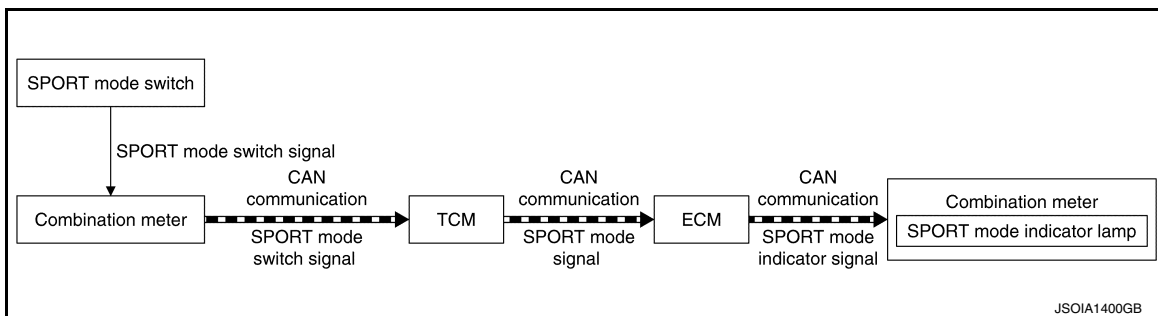 SPORT mode switch
SPORT mode switch signal
Combination meter
CAN
communication
SPORT mode
switch signal
TCM
CAN
communication
SPORT mode
signal
ECM
CAN
communication
SPORT mode
indicator signal
Combination meter
SPORT mode indicator lamp
JSOIA1400GB